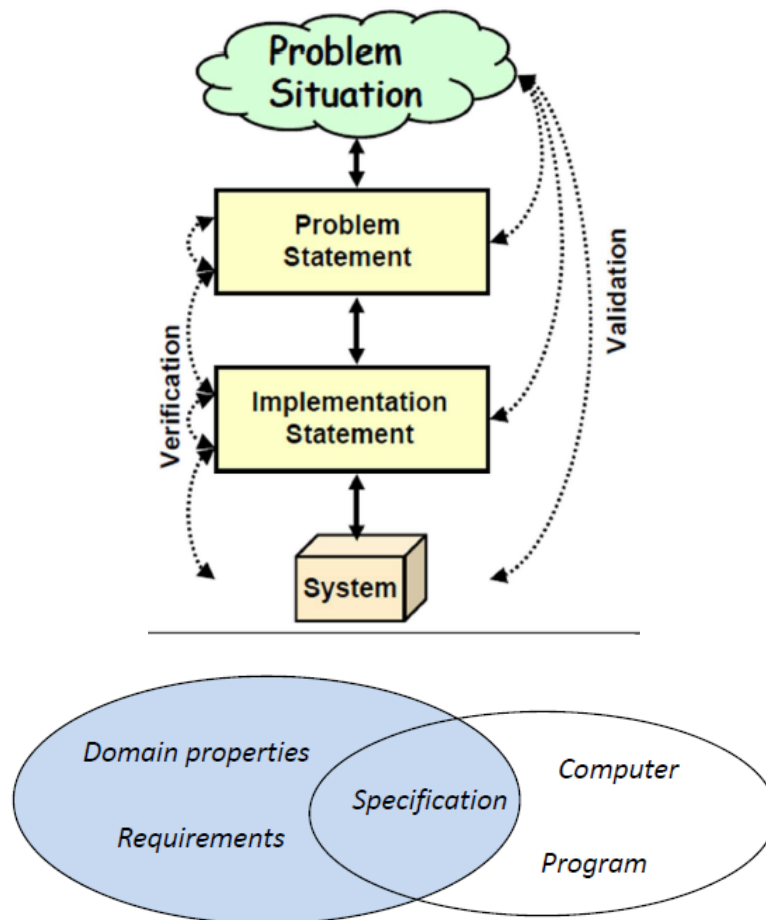 Problem
Situation
Problem
Statement
Verification
Validation
Implementation
Statement
System
Domain properties
Computer
Specification
Requirements
Program